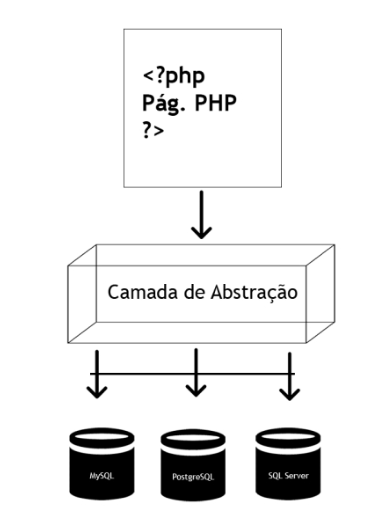 <?php
Pág. PHP
?>
Camada de Abstração
MySQL
PostgreSQL
SQL Server